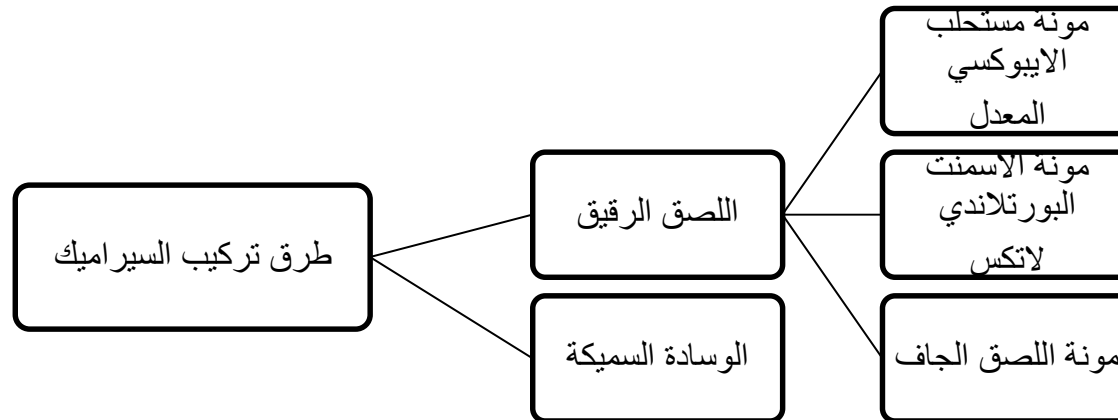 طرق تركيب السيراميك
اللصق الرقيق
الوسادة السميكة
مونة مستحلب
الايبوكسي
المعدل
مونة الاسمنت
البورتلاندي
لاتكس
مونة اللصق الجاف